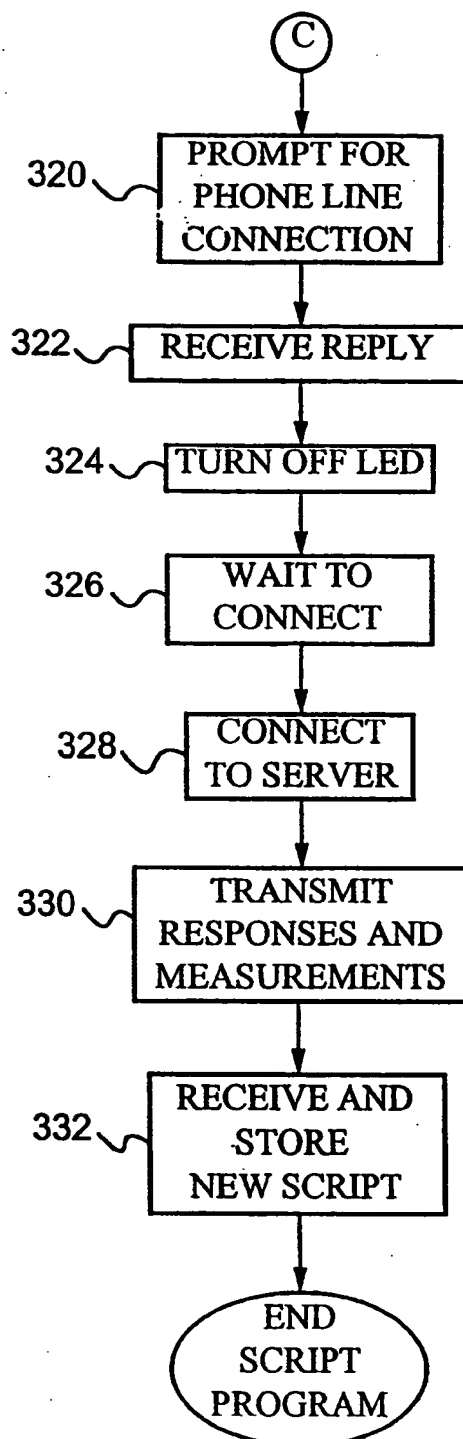 C
320
PROMPT FOR
PHONE LINE
CONNECTION
322
RECEIVE REPLY
324
TURN OFF LED
326
WAIT TO
CONNECT
328
CONNECT
TO SERVER
330
TRANSMIT
RESPONSES AND
MEASUREMENTS
332
RECEIVE AND
STORE
NEW SCRIPT
END
SCRIPT
PROGRAM